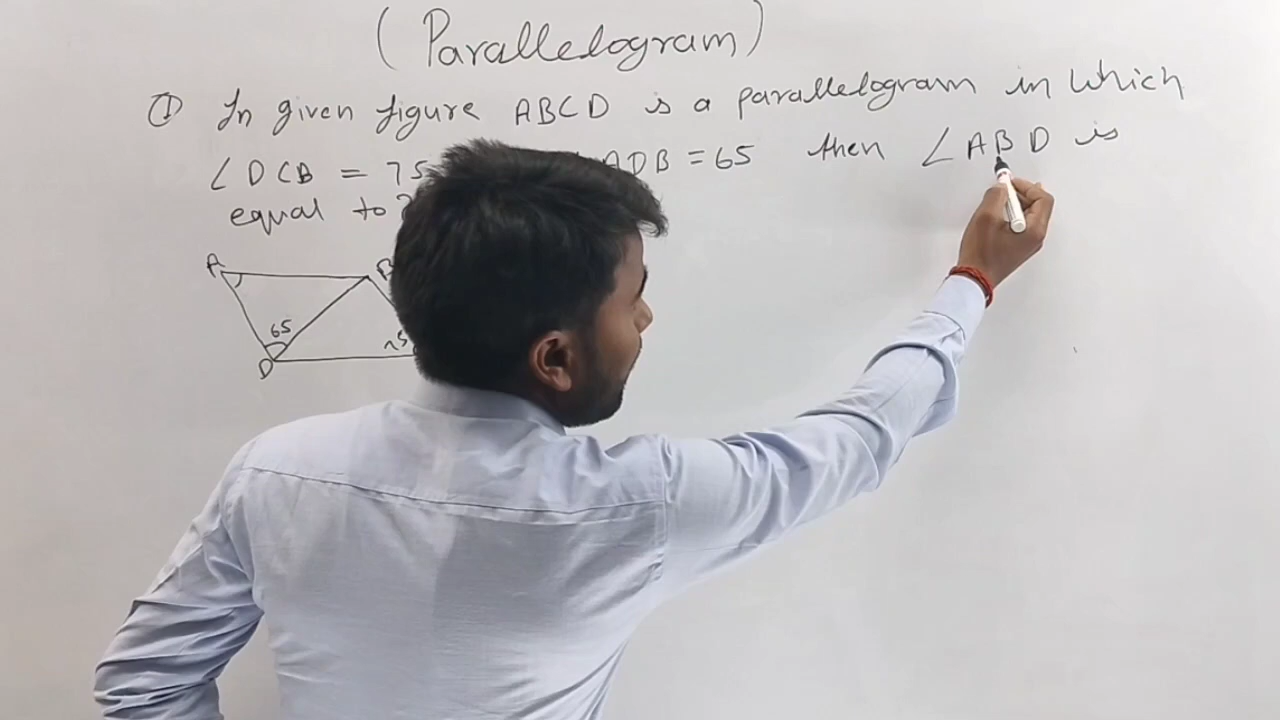 (Parallelogram)
① In given figure ABCD is a parallelogram in which
∠DCB = 75 ADB = 65 then ∠ABD is
equal to?
A
65
D